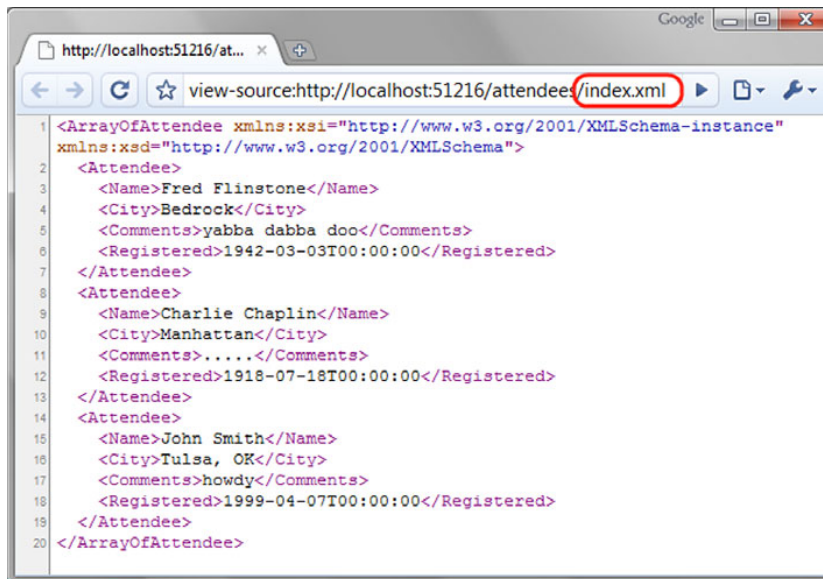 Google
http://localhost:51216/at...
view-source:http://localhost:51216/attendees/index.xml
1 <ArrayOfAttendee xmlns:xsi="http://www.w3.org/2001/XMLSchema-instance"
xmlns:xsd="http://www.w3.org/2001/XMLSchema">
2 <Attendee>
3 <Name>Fred Flinstone</Name>
4 <City>Bedrock</City>
5 <Comments>yabba dabba doo</Comments>
6 <Registered>1942-03-03T00:00:00</Registered>
7 </Attendee>
8 <Attendee>
9 <Name>Charlie Chaplin</Name>
10 <City>Manhattan</City>
11 <Comments>.....</Comments>
12 <Registered>1918-07-18T00:00:00</Registered>
13 </Attendee>
14 <Attendee>
15 <Name>John Smith</Name>
16 <City>Tulsa, OK</City>
17 <Comments>howdy</Comments>
18 <Registered>1999-04-07T00:00:00</Registered>
19 </Attendee>
20 </ArrayOfAttendee>